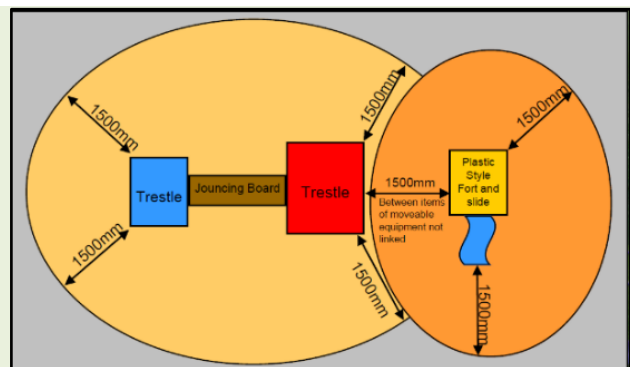 1500mm
1500mm
1500mm
Plastic
Style
Fort and
slide
Trestle
Jouncing Board
Trestle
1500mm
Between items
of moveable
equipment not
linked
1500mm
1500mm
1500mm